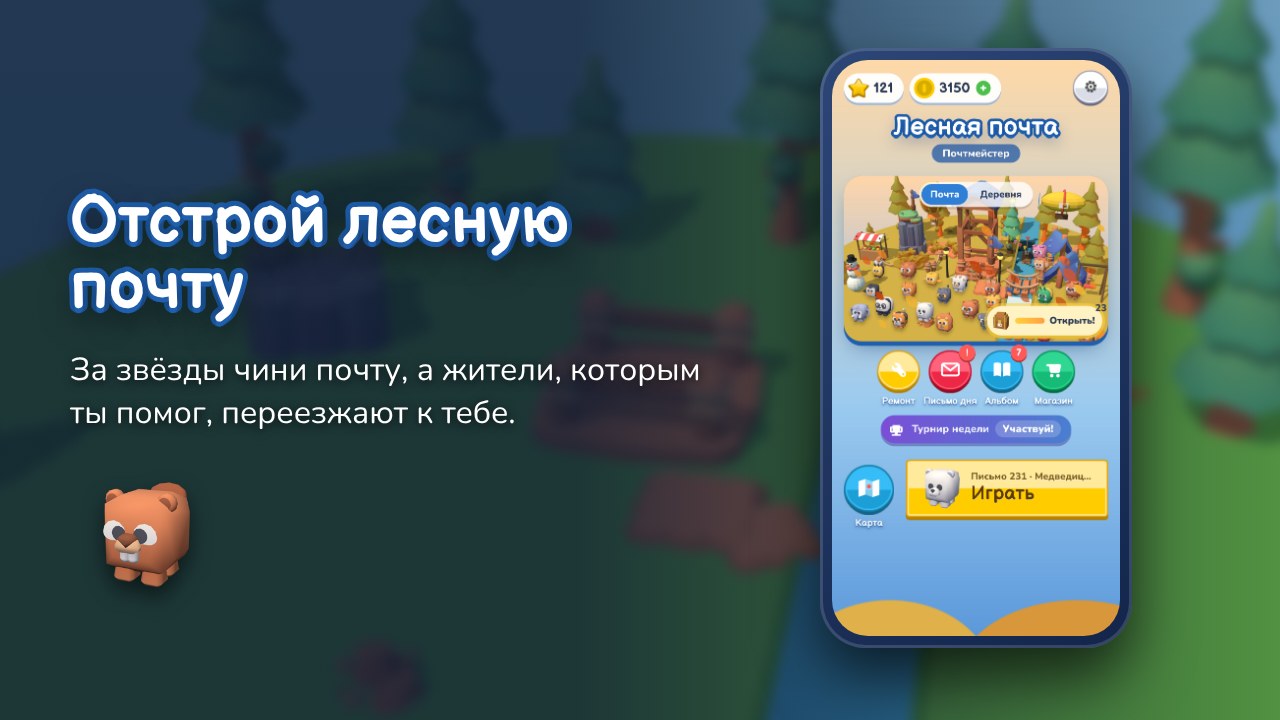 Отстрой лесную
почту
За звёзды чини почту, а жители, которым
ты помог, переезжают к тебе.
121
3150
Лесная почта
Почтмейстер
Почта
Деревня
23
Открыть!
!
7
Ремонт
Письмо дня
Альбом
Магазин
Турнир недели
Участвуй!
Письмо 231 · Медведиц...
Играть
Карта